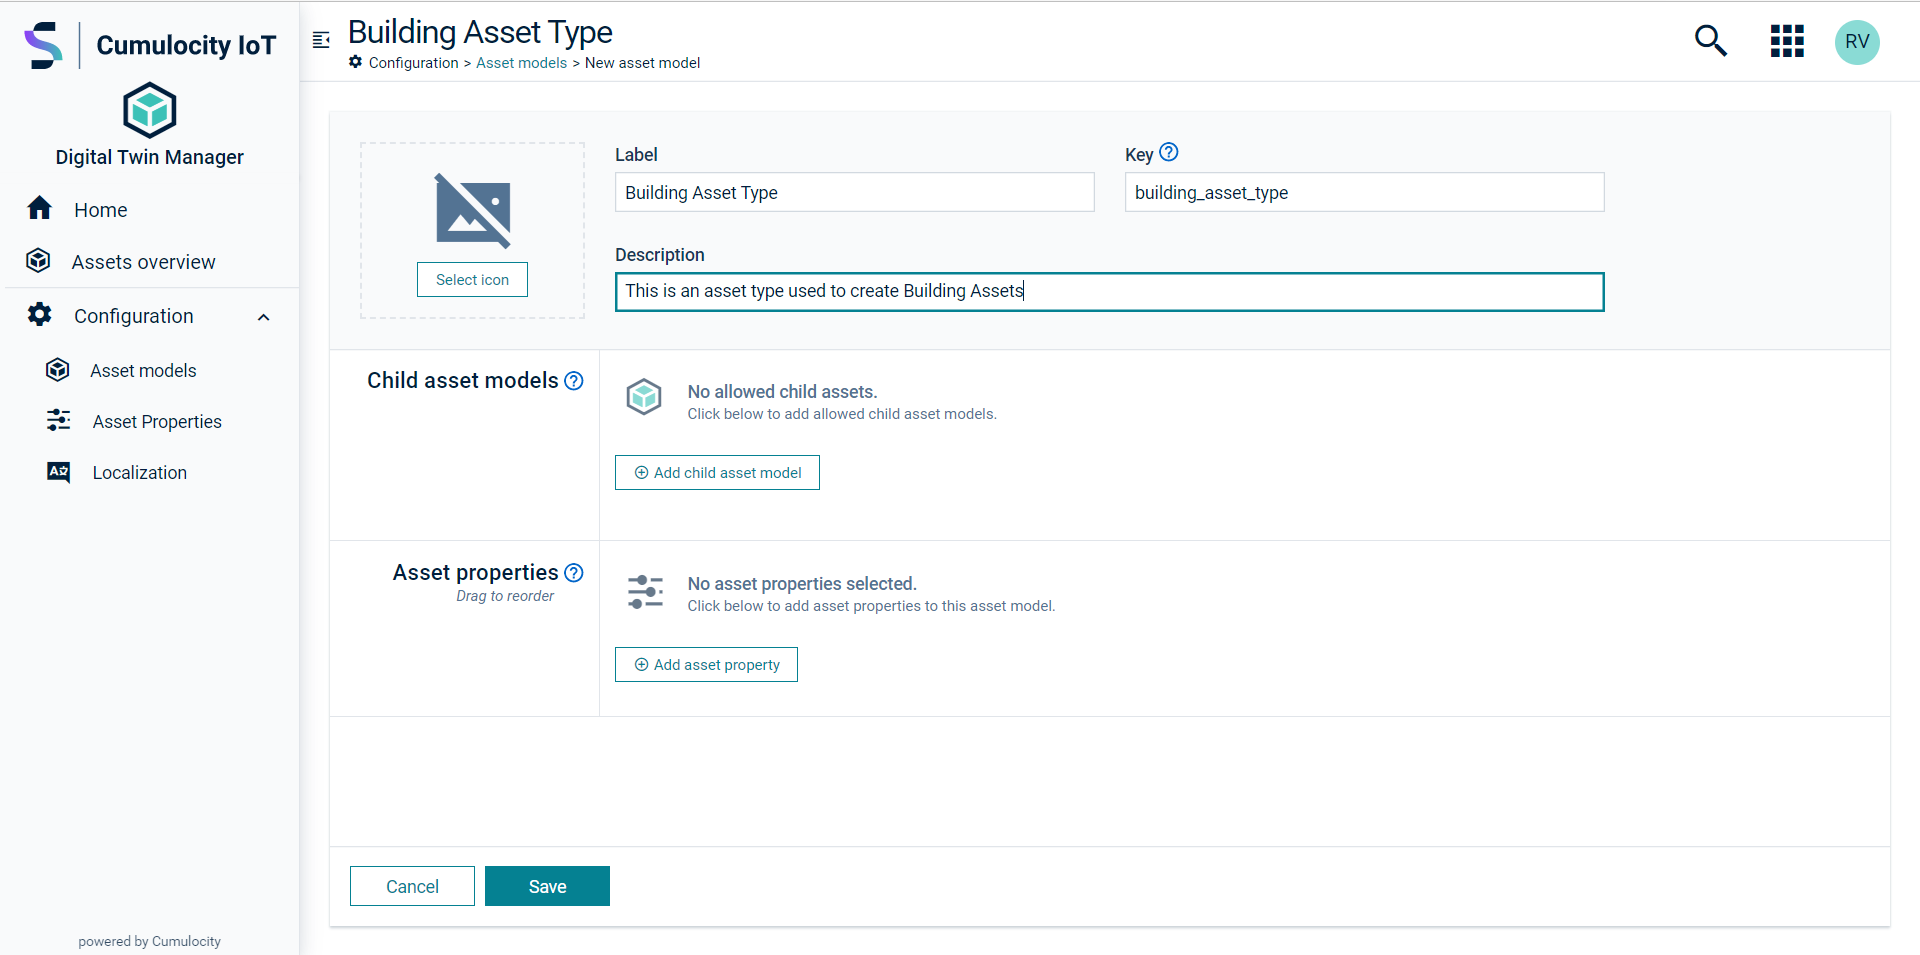 Cumulocity IoT
Digital Twin Manager
Home
Assets overview
Configuration
Asset models
Asset Properties
Localization
powered by Cumulocity
Building Asset Type
Configuration > Asset models > New asset model
RV
Select icon
Label
Building Asset Type
Key
building_asset_type
Description
This is an asset type used to create Building Assets
Child asset models
No allowed child assets.
Click below to add allowed child asset models.
Add child asset model
Asset properties
Drag to reorder
No asset properties selected.
Click below to add asset properties to this asset model.
Add asset property
Cancel
Save